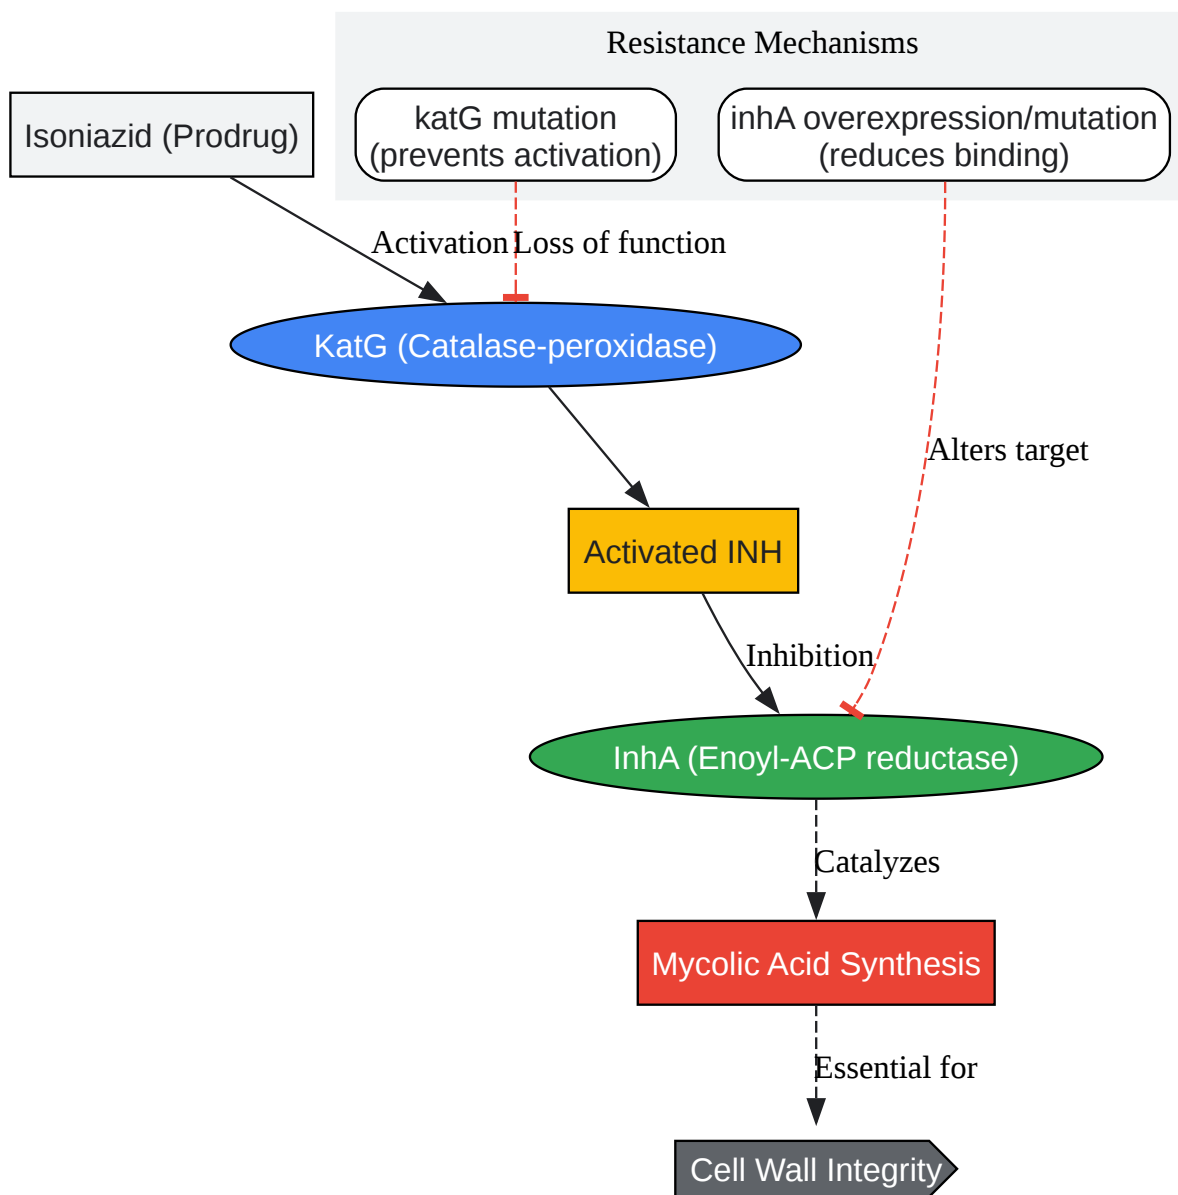 Resistance Mechanisms
Isoniazid (Prodrug)
katG mutation
(prevents activation)
inhA overexpression/mutation
(reduces binding)
Activation
Loss of function
KatG (Catalase-peroxidase)
Alters target
Activated INH
Inhibition
InhA (Enoyl-ACP reductase)
Catalyzes
Mycolic Acid Synthesis
Essential for
Cell Wall Integrity